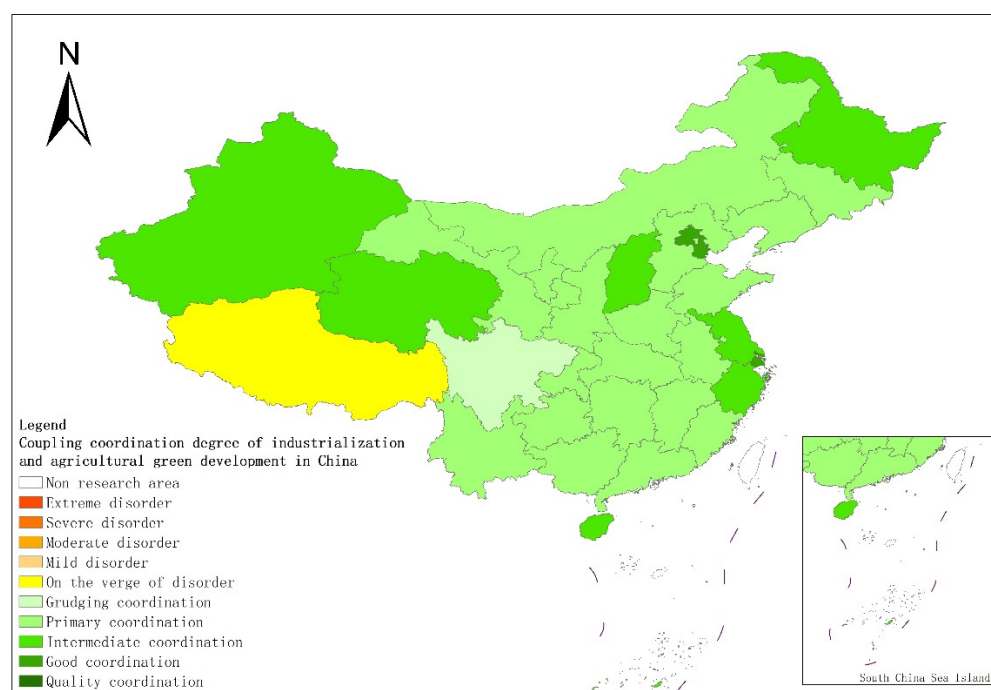 N
Legend
Coupling coordination degree of industrialization
and agricultural green development in China
Non research area
Extreme disorder
Severe disorder
Moderate disorder
Mild disorder
On the verge of disorder
Grudging coordination
Primary coordination
Intermediate coordination
Good coordination
Quality coordination
South China Sea Island